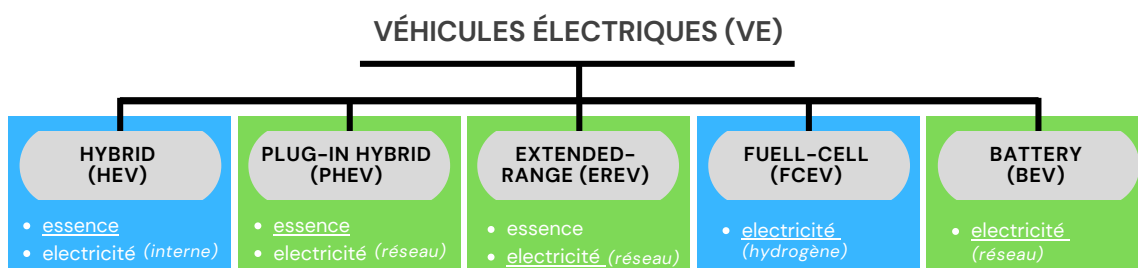 VÉHICULES ÉLECTRIQUES (VE)
HYBRID
(HEV)
• essence
• electricité (interne)
PLUG-IN HYBRID
(PHEV)
• essence
• electricité (réseau)
EXTENDED-
RANGE (EREV)
• essence
• electricité (réseau)
FUELL-CELL
(FCEV)
• electricité
(hydrogène)
BATTERY
(BEV)
• electricité
(réseau)